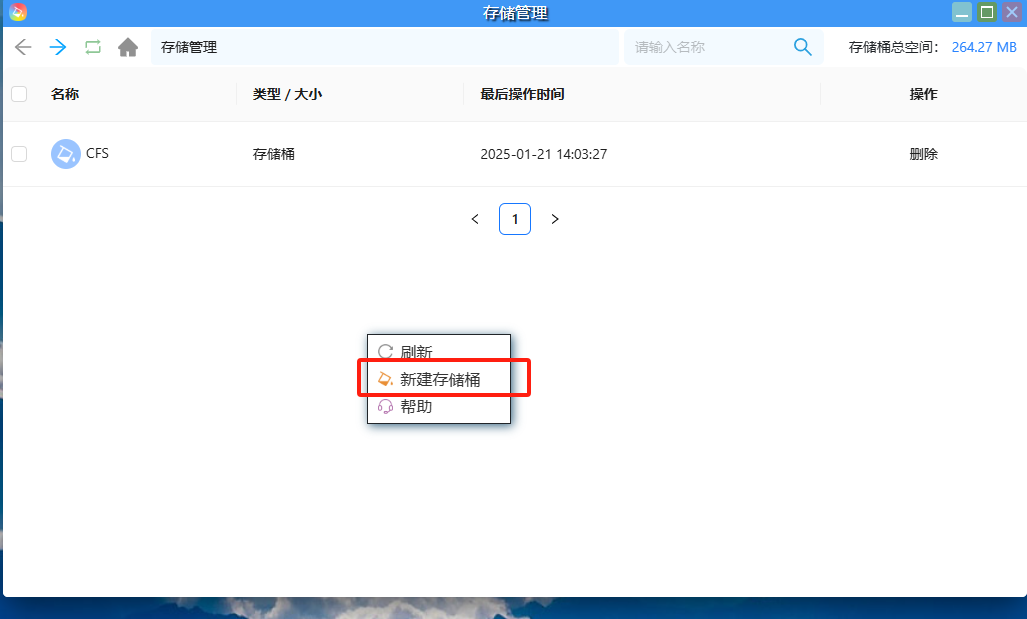 存储管理
存储管理 请输入名称 存储桶总空间: 264.27 MB
名称 类型 / 大小 最后操作时间 操作
CFS 存储桶 2025-01-21 14:03:27 删除
< 1 >
刷新
新建存储桶
帮助